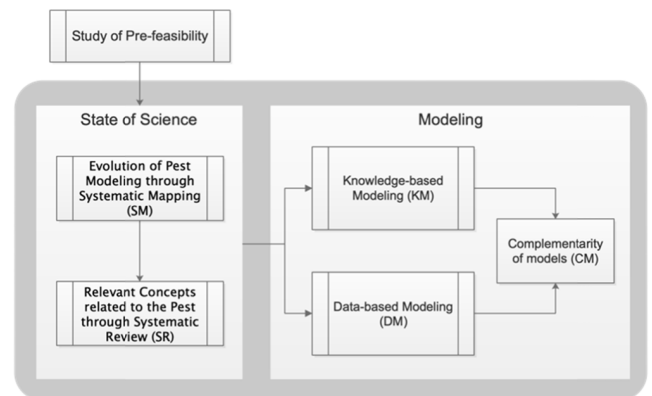 Study of Pre-feasibility
State of Science
Evolution of Pest
Modeling through
Systematic Mapping
(SM)
Relevant Concepts
related to the Pest
through Systematic
Review (SR)
Modeling
Knowledge-based
Modeling (KM)
Data-based Modeling
(DM)
Complementarity
of models (CM)